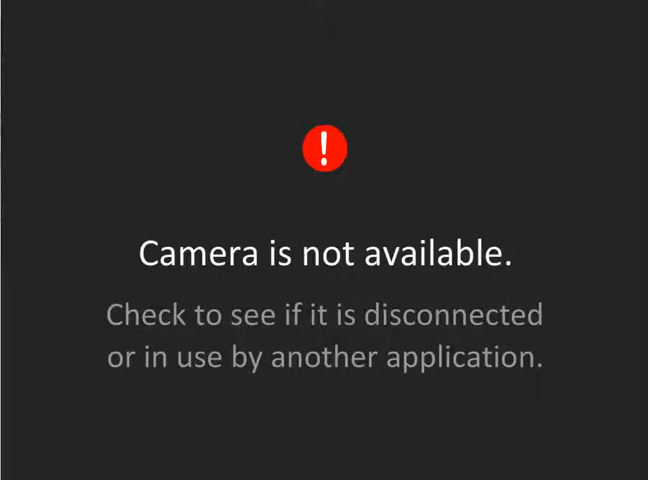 !
Camera is not available.
Check to see if it is disconnected
or in use by another application.